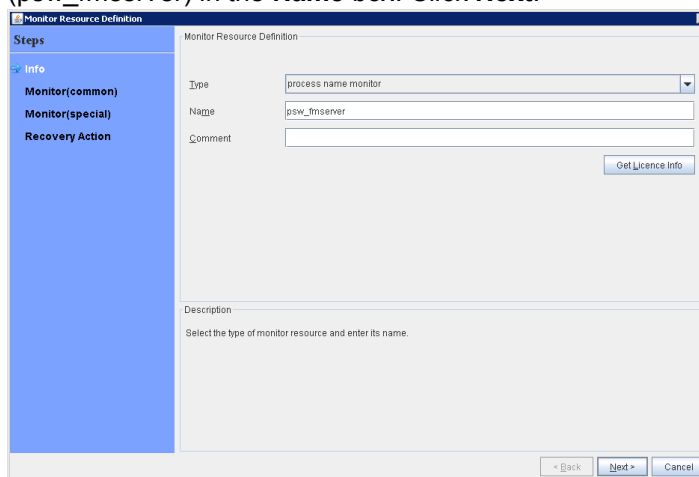 Monitor Resource Definition
Steps
Info
Monitor(common)
Monitor(special)
Recovery Action
Monitor Resource Definition
Type
process name monitor
Name
psw_fmserver
Comment
Get Licence Info
Description
Select the type of monitor resource and enter its name.
< Back
Next >
Cancel